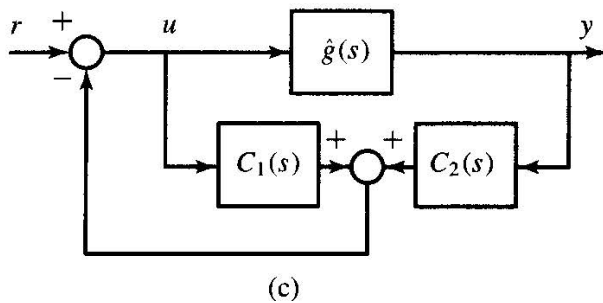 r + u ĝ(s) y
−
C₁(s) + + C₂(s)
(c)